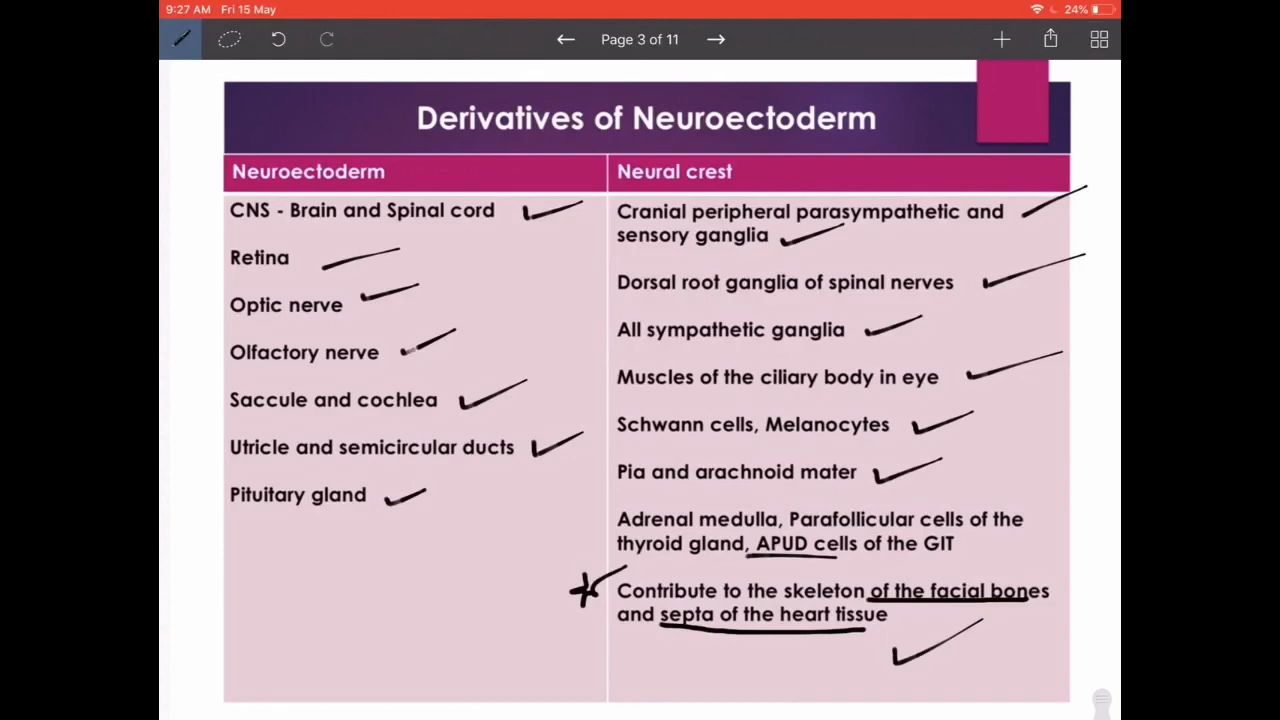 9:27 AM Fri 15 May
24%
Page 3 of 11
Derivatives of Neuroectoderm
Neuroectoderm
CNS - Brain and Spinal cord
Retina
Optic nerve
Olfactory nerve
Saccule and cochlea
Utricle and semicircular ducts
Pituitary gland
Neural crest
Cranial peripheral parasympathetic and
sensory ganglia
Dorsal root ganglia of spinal nerves
All sympathetic ganglia
Muscles of the ciliary body in eye
Schwann cells, Melanocytes
Pia and arachnoid mater
Adrenal medulla, Parafollicular cells of the
thyroid gland, APUD cells of the GIT
Contribute to the skeleton of the facial bones
and septa of the heart tissue